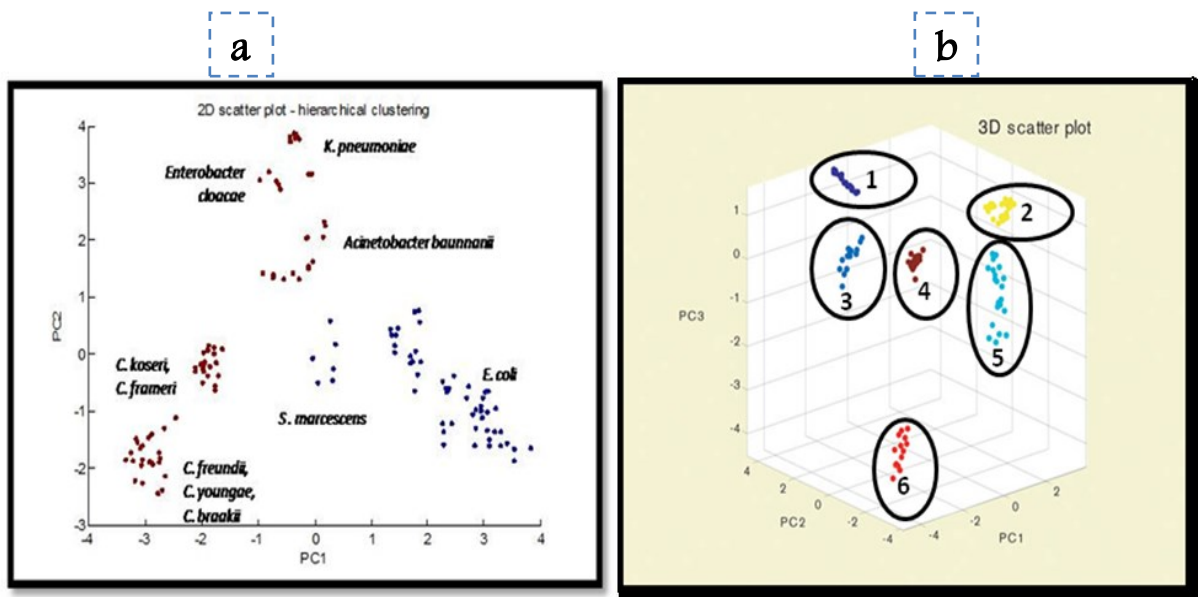 a
b
2D scatter plot - hierarchical clustering
4
3
2
1
0
-1
-2
-3
-4
-3
-2
-1
0
1
2
3
4
PC2
PC1
K. pneumoniae
Enterobacter
cloacae
Acinetobacter baunnanii
C. koseri,
C. frameri
E. coli
S. marcescens
C. freundii,
C. youngae,
C. braakii
3D scatter plot
1
2
3
4
5
6
1
0
-1
-2
-3
-4
PC3
4
2
0
-2
-4
PC2
-4
-2
0
2
PC1